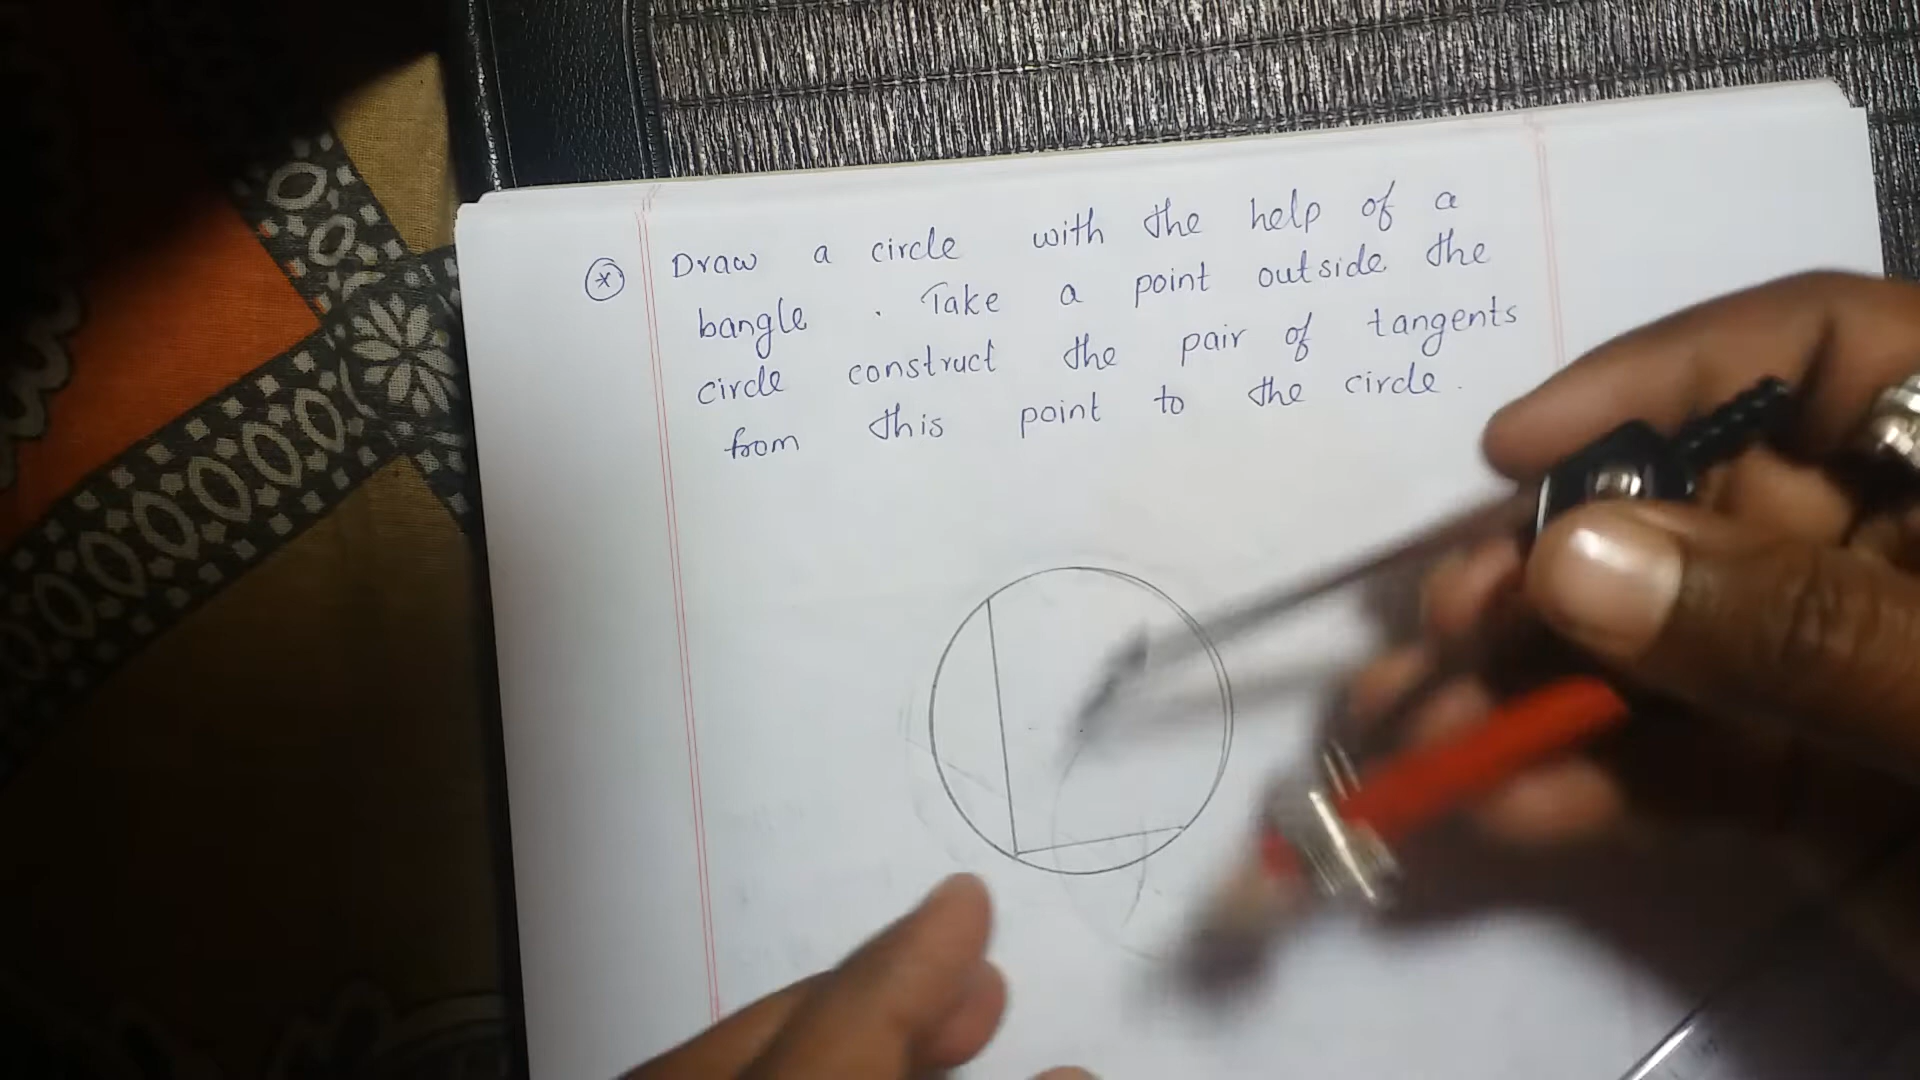 * Draw a circle with the help of a
bangle . Take a point outside the
circle construct the pair of tangents
from this point to the circle .